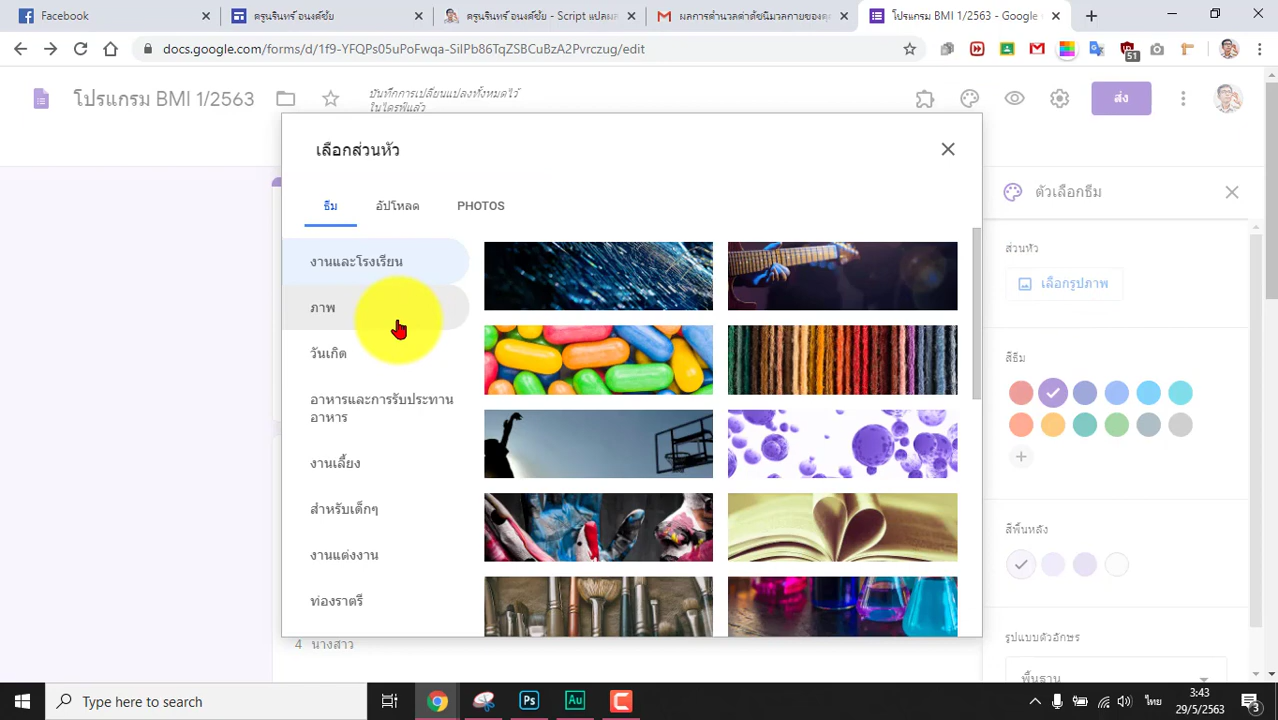 Facebook
ครูนรินทร์ อนงค์ชัย
ครูนรินทร์ อนงค์ชัย - Script แปลผล
ผลการคำนวลค่าดัชนีมวลกายของคุ
โปรแกรม BMI 1/2563 - Google
docs.google.com/forms/d/1f9-YFQPs05uPoFwqa-SiIPb86TqZSBCuBzA2Pvrczug/edit
51
โปรแกรม BMI 1/2563
บันทึกการเปลี่ยนแปลงทั้งหมดไว้
ในไดรฟ์แล้ว
ส่ง
เลือกส่วนหัว
ธีม
อัปโหลด
PHOTOS
งานและโรงเรียน
ภาพ
วันเกิด
อาหารและการรับประทาน
อาหาร
งานเลี้ยง
สำหรับเด็กๆ
งานแต่งงาน
ท่องราตรี
ตัวเลือกธีม
ส่วนหัว
เลือกรูปภาพ
สีธีม
สีพื้นหลัง
รูปแบบตัวอักษร
พื้นฐาน
4 นางสาว
Type here to search
Ps
Au
ไทย
3:43
29/5/2563
3